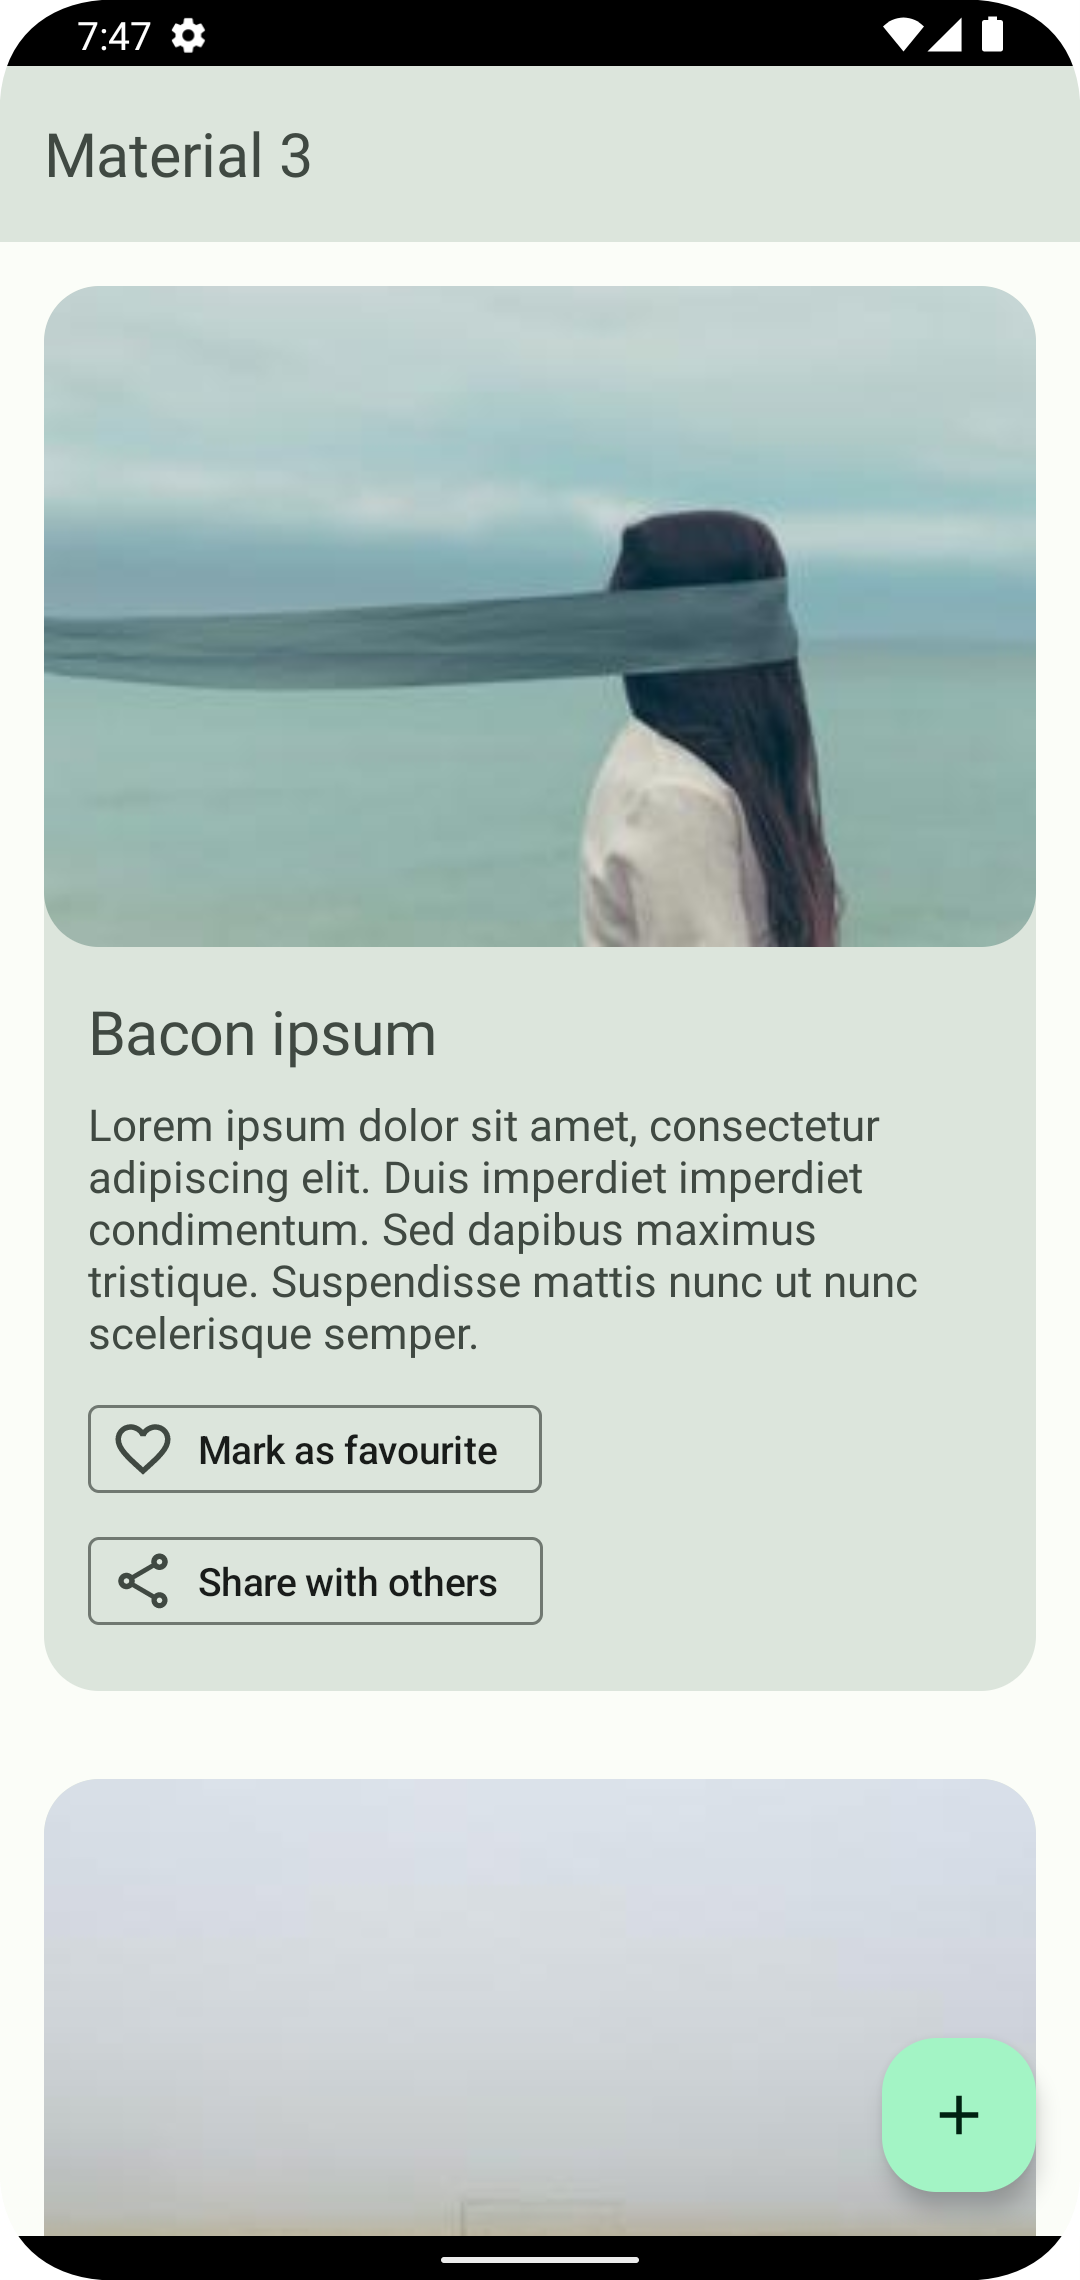 7:47
Material 3
Bacon ipsum
Lorem ipsum dolor sit amet, consectetur
adipiscing elit. Duis imperdiet imperdiet
condimentum. Sed dapibus maximus
tristique. Suspendisse mattis nunc ut nunc
scelerisque semper.
Mark as favourite
Share with others